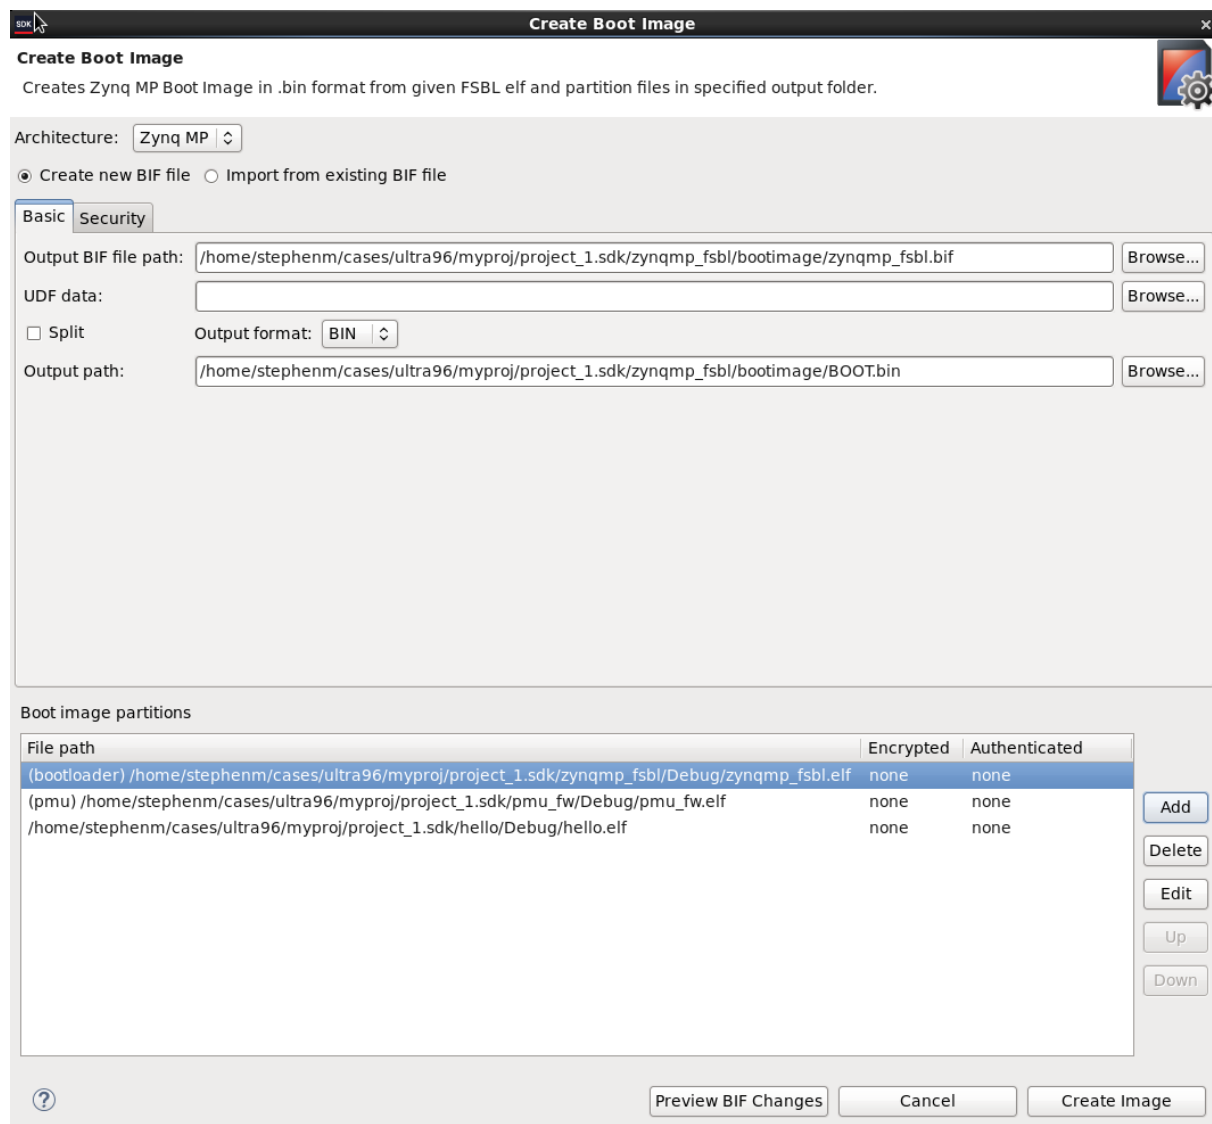 SDK Create Boot Image ×
Create Boot Image
Creates Zynq MP Boot Image in .bin format from given FSBL elf and partition files in specified output folder.
Architecture: Zynq MP
Create new BIF file Import from existing BIF file
Basic Security
Output BIF file path: /home/stephenm/cases/ultra96/myproj/project_1.sdk/zynqmp_fsbl/bootimage/zynqmp_fsbl.bif Browse...
UDF data: Browse...
Split Output format: BIN
Output path: /home/stephenm/cases/ultra96/myproj/project_1.sdk/zynqmp_fsbl/bootimage/BOOT.bin Browse...
Boot image partitions
File path Encrypted Authenticated
(bootloader) /home/stephenm/cases/ultra96/myproj/project_1.sdk/zynqmp_fsbl/Debug/zynqmp_fsbl.elf none none
(pmu) /home/stephenm/cases/ultra96/myproj/project_1.sdk/pmu_fw/Debug/pmu_fw.elf none none
/home/stephenm/cases/ultra96/myproj/project_1.sdk/hello/Debug/hello.elf none none
Add
Delete
Edit
Up
Down
? Preview BIF Changes Cancel Create Image